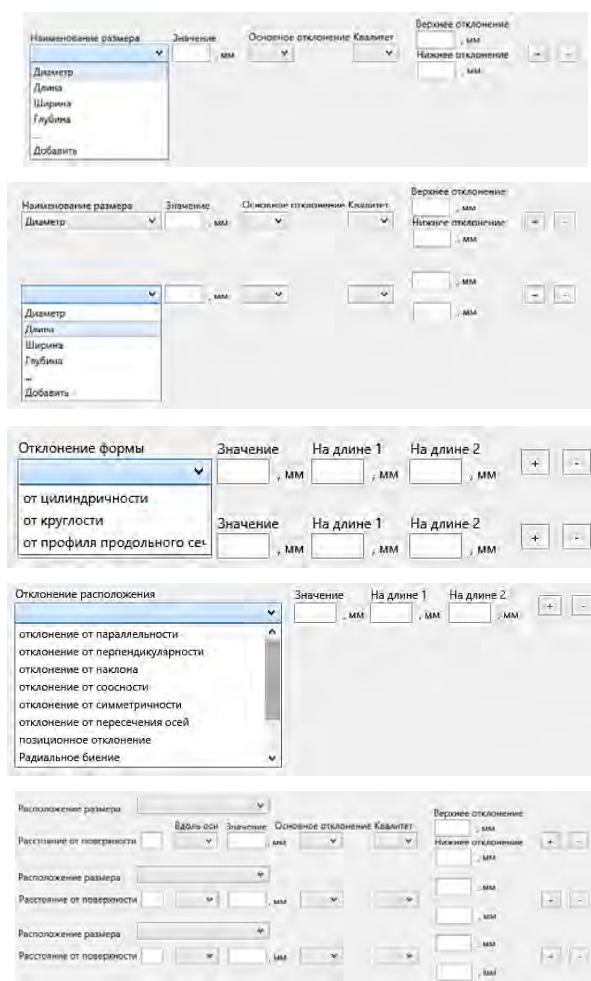 Верхнее отклонение
Наименование размера Значение Основное отклонение Квалитет
, мм
, мм Нижнее отклонение + -
Диаметр , мм
Длина
Ширина
Глубина
...
Добавить
Верхнее отклонение
Наименование размера Значение Основное отклонение Квалитет
, мм
Диаметр , мм Нижнее отклонение + -
, мм
, мм
, мм + -
Диаметр , мм
Длина
Ширина
Глубина
...
Добавить
Отклонение формы Значение На длине 1 На длине 2
, мм , мм , мм + -
от цилиндричности
от круглости Значение На длине 1 На длине 2
от профиля продольного сеч , мм , мм , мм + -
Отклонение расположения Значение На длине 1 На длине 2
, мм , мм , мм + -
отклонение от параллельности
отклонение от перпендикулярности
отклонение от наклона
отклонение от соосности
отклонение от симметричности
отклонение от пересечения осей
позиционное отклонение
Радиальное биение
Расположение размера
Верхнее отклонение
Вдоль оси Значение Основное отклонение Квалитет , мм
Расстояние от поверхности , мм Нижнее отклонение + -
, мм
Расположение размера
, мм
Расстояние от поверхности , мм + -
, мм
Расположение размера
, мм
Расстояние от поверхности , мм + -
, мм